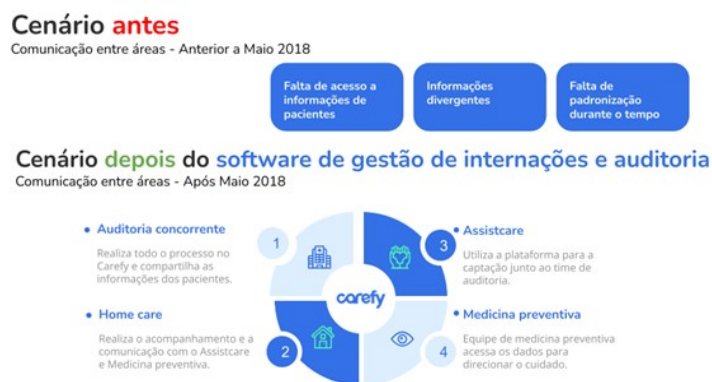 Cenário antes
Comunicação entre áreas - Anterior a Maio 2018
Falta de acesso a
informações de
pacientes
Informações
divergentes
Falta de
padronização
durante o tempo
Cenário depois do software de gestão de internações e auditoria
Comunicação entre áreas - Após Maio 2018
• Auditoria concorrente
Realiza todo o processo no
Carefy e compartilha as
informações dos pacientes.
1
• Home care
Realiza o acompanhamento e a
comunicação com o Assistcare
e Medicina preventiva.
2
carefy
3
• Assistcare
Utiliza a plataforma para a
captação junto ao time de
auditoria.
4
• Medicina preventiva
Equipe de medicina preventiva
acessa os dados para
direcionar o cuidado.